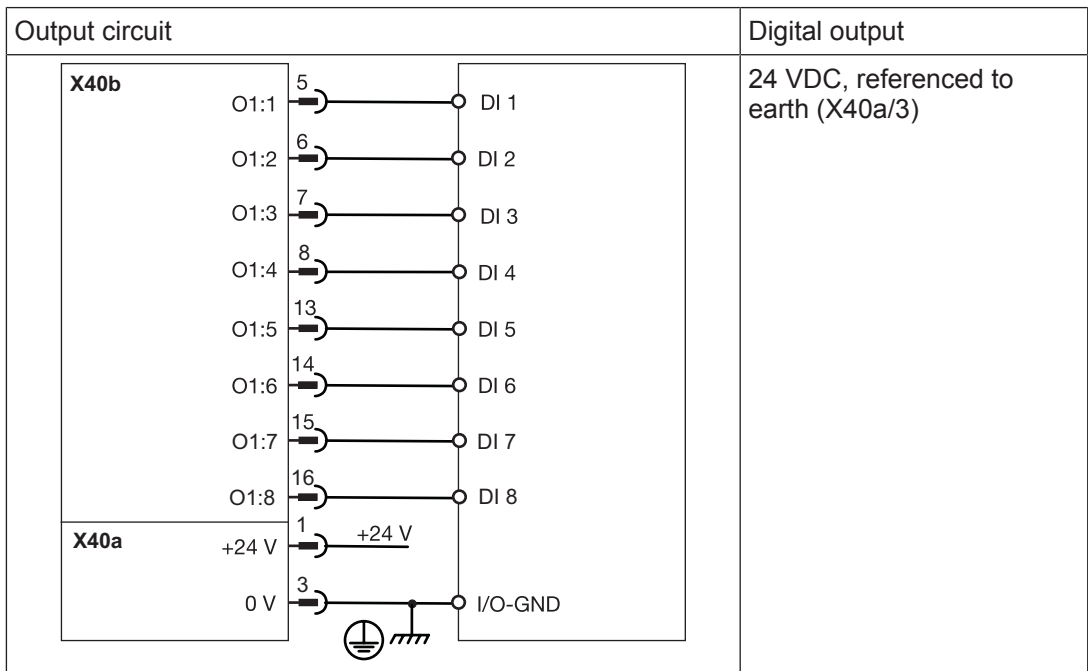 Output circuit
Digital output
X40b
24 VDC, referenced to
earth (X40a/3)
O1:1 5 DI 1
O1:2 6 DI 2
O1:3 7 DI 3
O1:4 8 DI 4
O1:5 13 DI 5
O1:6 14 DI 6
O1:7 15 DI 7
O1:8 16 DI 8
X40a
+24 V 1 +24 V
0 V 3 I/O-GND